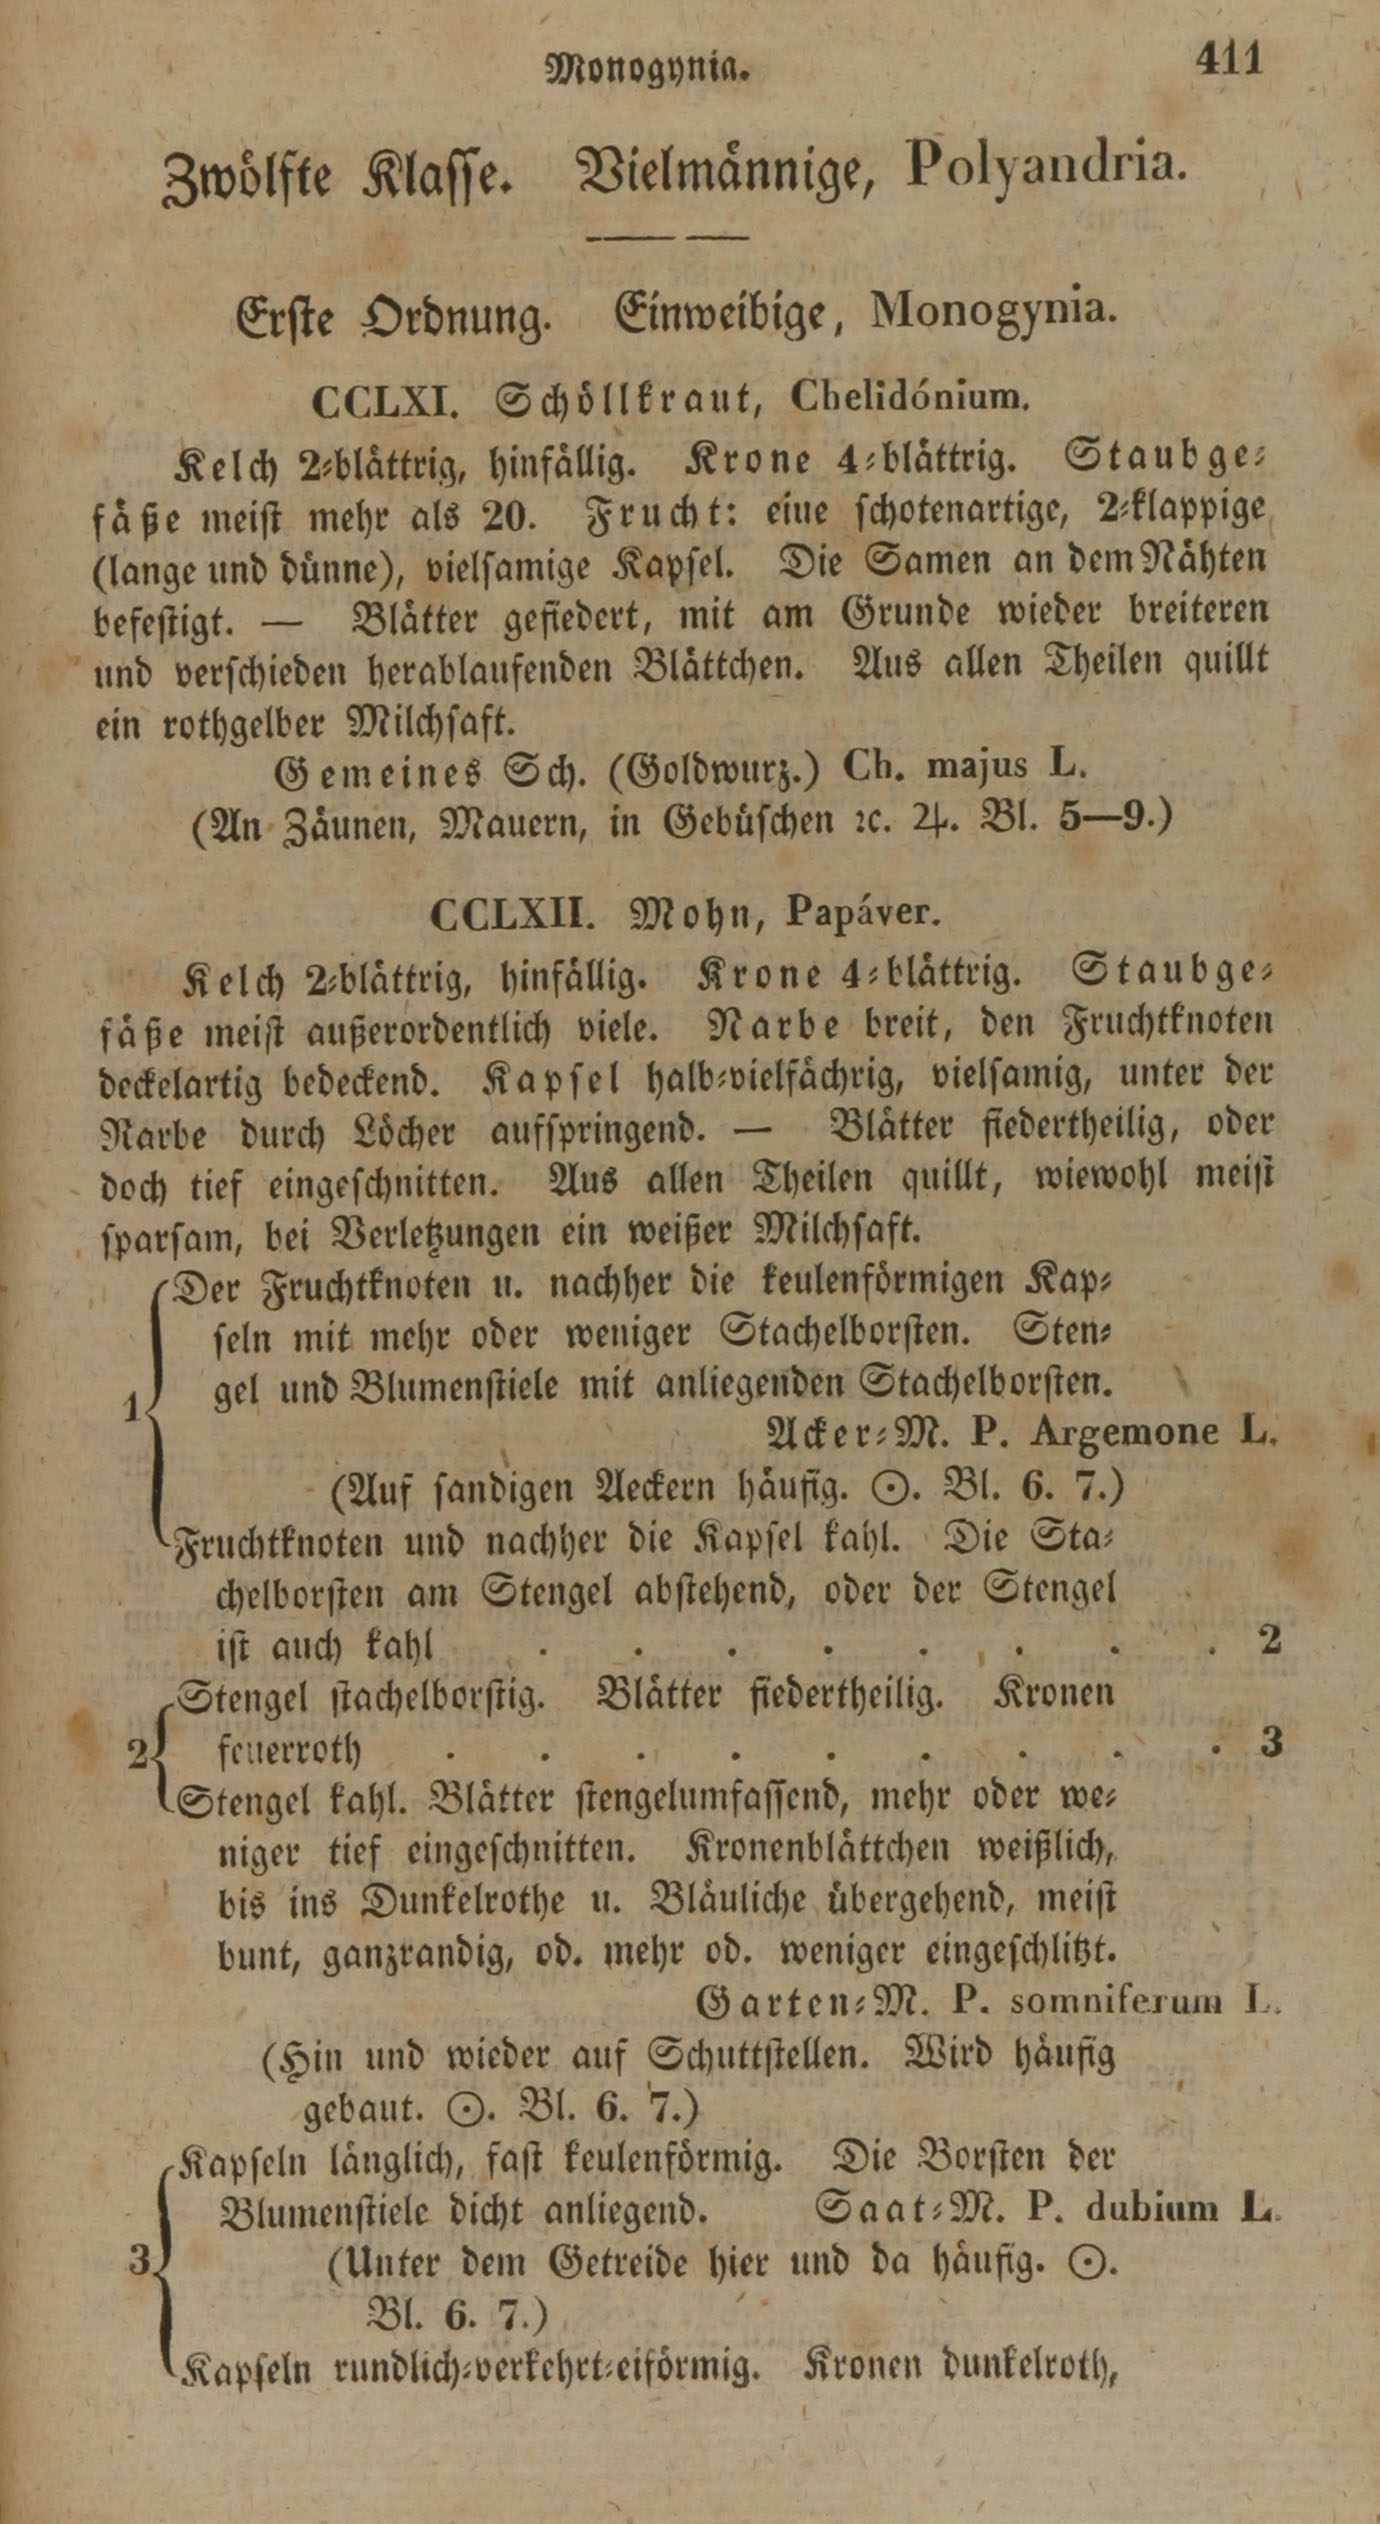 Monogynia. 411
Zwölfte Klasse. Vielmännige, Polyandria.
Erste Ordnung. Einweibige, Monogynia.
CCLXI. Schöllkraut, Chelidónium.
Kelch 2-blättrig, hinfällig. Krone 4-blättrig. Staubge-
fäße meist mehr als 20. Frucht: eine schotenartige, 2-klappige
(lange und dünne), vielsamige Kapsel. Die Samen an dem Nähten
befestigt. — Blätter gefiedert, mit am Grunde wieder breiteren
und verschieden herablaufenden Blättchen. Aus allen Theilen quillt
ein rothgelber Milchsaft.
Gemeines Sch. (Goldwurz.) Ch. majus L.
(An Zäunen, Mauern, in Gebüschen ꝛc. ♃. Bl. 5—9.)
CCLXII. Mohn, Papáver.
Kelch 2-blättrig, hinfällig. Krone 4-blättrig. Staubge-
fäße meist außerordentlich viele. Narbe breit, den Fruchtknoten
deckelartig bedeckend. Kapsel halb-vielfächrig, vielsamig, unter der
Narbe durch Löcher aufspringend. — Blätter fiedertheilig, oder
doch tief eingeschnitten. Aus allen Theilen quillt, wiewohl meist
sparsam, bei Verletzungen ein weißer Milchsaft.
Der Fruchtknoten u. nachher die keulenförmigen Kap-
seln mit mehr oder weniger Stachelborsten. Sten-
1 gel und Blumenstiele mit anliegenden Stachelborsten.
Acker-M. P. Argemone L.
(Auf sandigen Aeckern häufig. ☉. Bl. 6. 7.)
Fruchtknoten und nachher die Kapsel kahl. Die Sta-
chelborsten am Stengel abstehend, oder der Stengel
ist auch kahl . . . . . . . . 2
Stengel stachelborstig. Blätter fiedertheilig. Kronen
2 feuerroth . . . . . . . . . 3
Stengel kahl. Blätter stengelumfassend, mehr oder we-
niger tief eingeschnitten. Kronenblättchen weißlich,
bis ins Dunkelrothe u. Bläuliche übergehend, meist
bunt, ganzrandig, od. mehr od. weniger eingeschlitzt.
Garten-M. P. somniferum L.
(Hin und wieder auf Schuttstellen. Wird häufig
gebaut. ☉. Bl. 6. 7.)
Kapseln länglich, fast keulenförmig. Die Borsten der
Blumenstiele dicht anliegend. Saat-M. P. dubium L.
3 (Unter dem Getreide hier und da häufig. ☉.
Bl. 6. 7.)
Kapseln rundlich-verkehrt-eiförmig. Kronen dunkelroth,